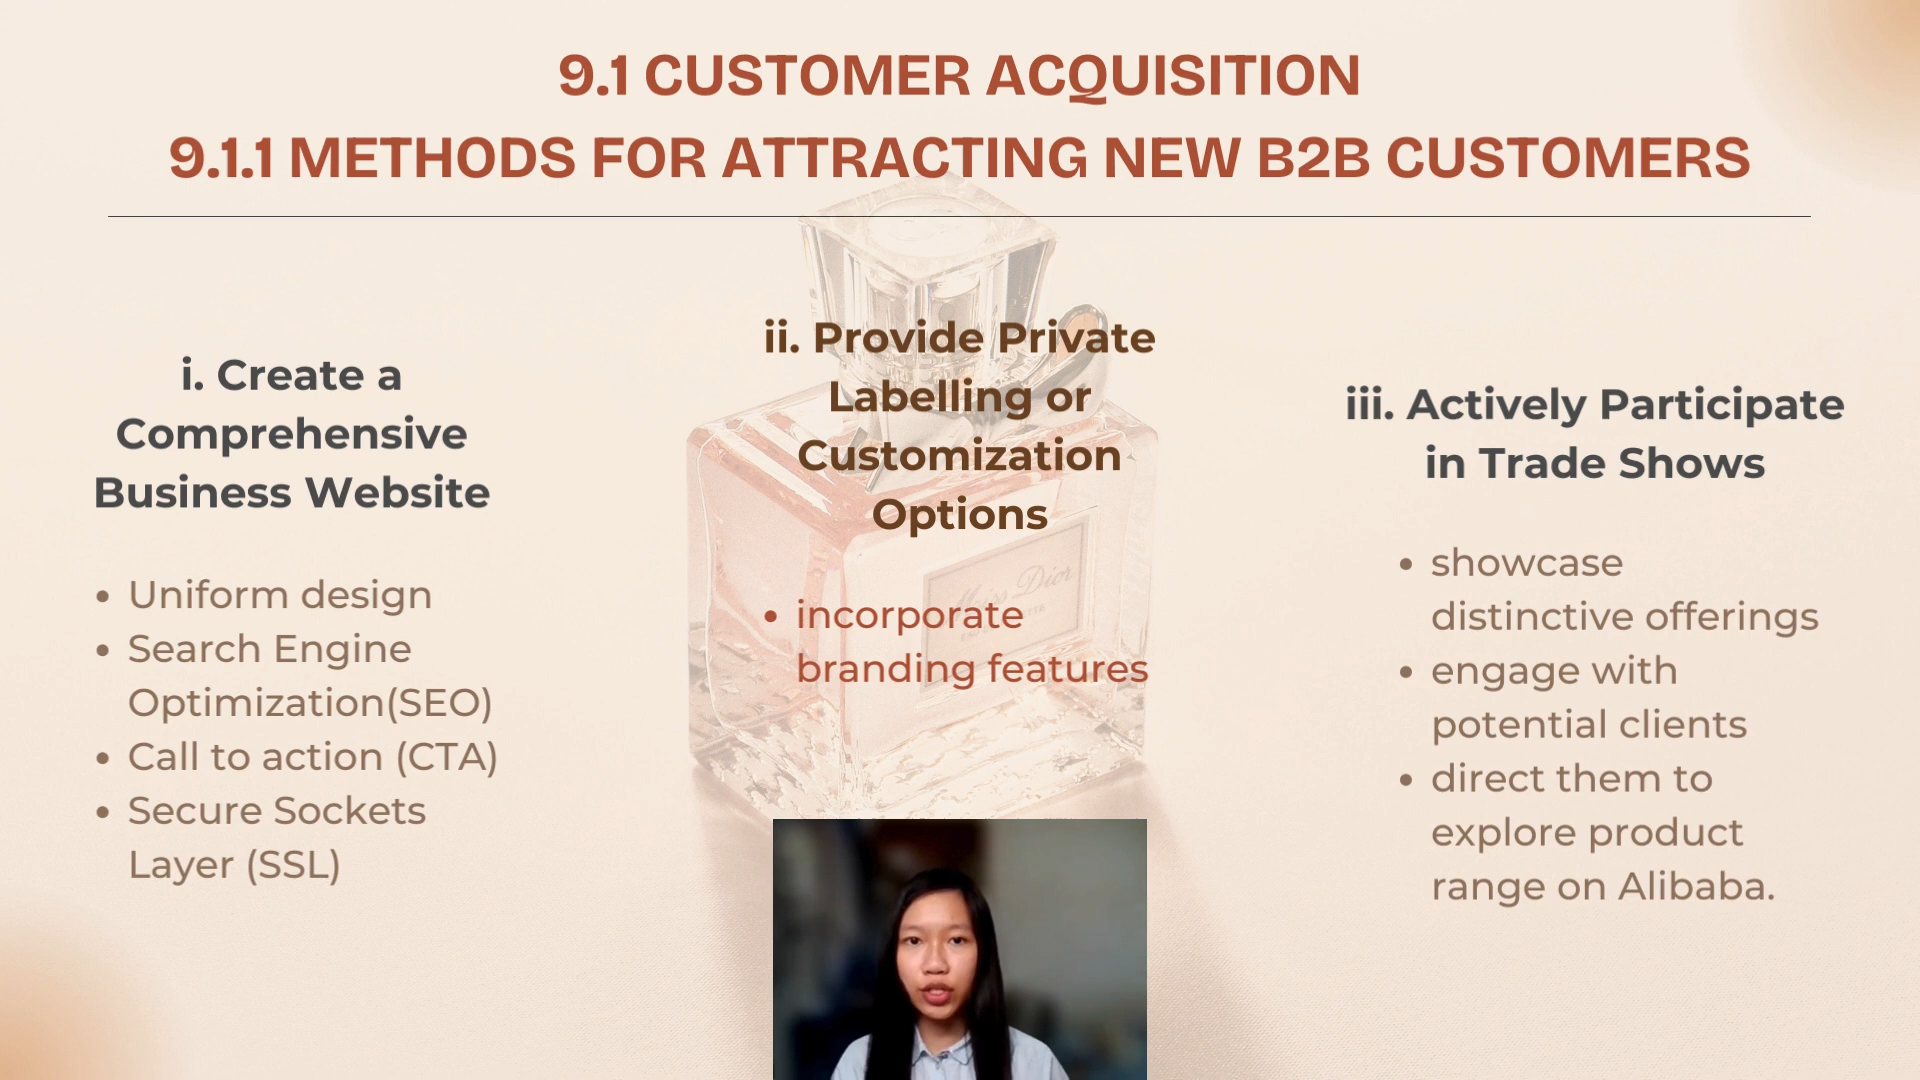 9.1 CUSTOMER ACQUISITION
9.1.1 METHODS FOR ATTRACTING NEW B2B CUSTOMERS
i. Create a
Comprehensive
Business Website
• Uniform design
• Search Engine
Optimization(SEO)
• Call to action (CTA)
• Secure Sockets
Layer (SSL)
ii. Provide Private
Labelling or
Customization
Options
• incorporate
branding features
Miss Dior
iii. Actively Participate
in Trade Shows
• showcase
distinctive offerings
• engage with
potential clients
• direct them to
explore product
range on Alibaba.